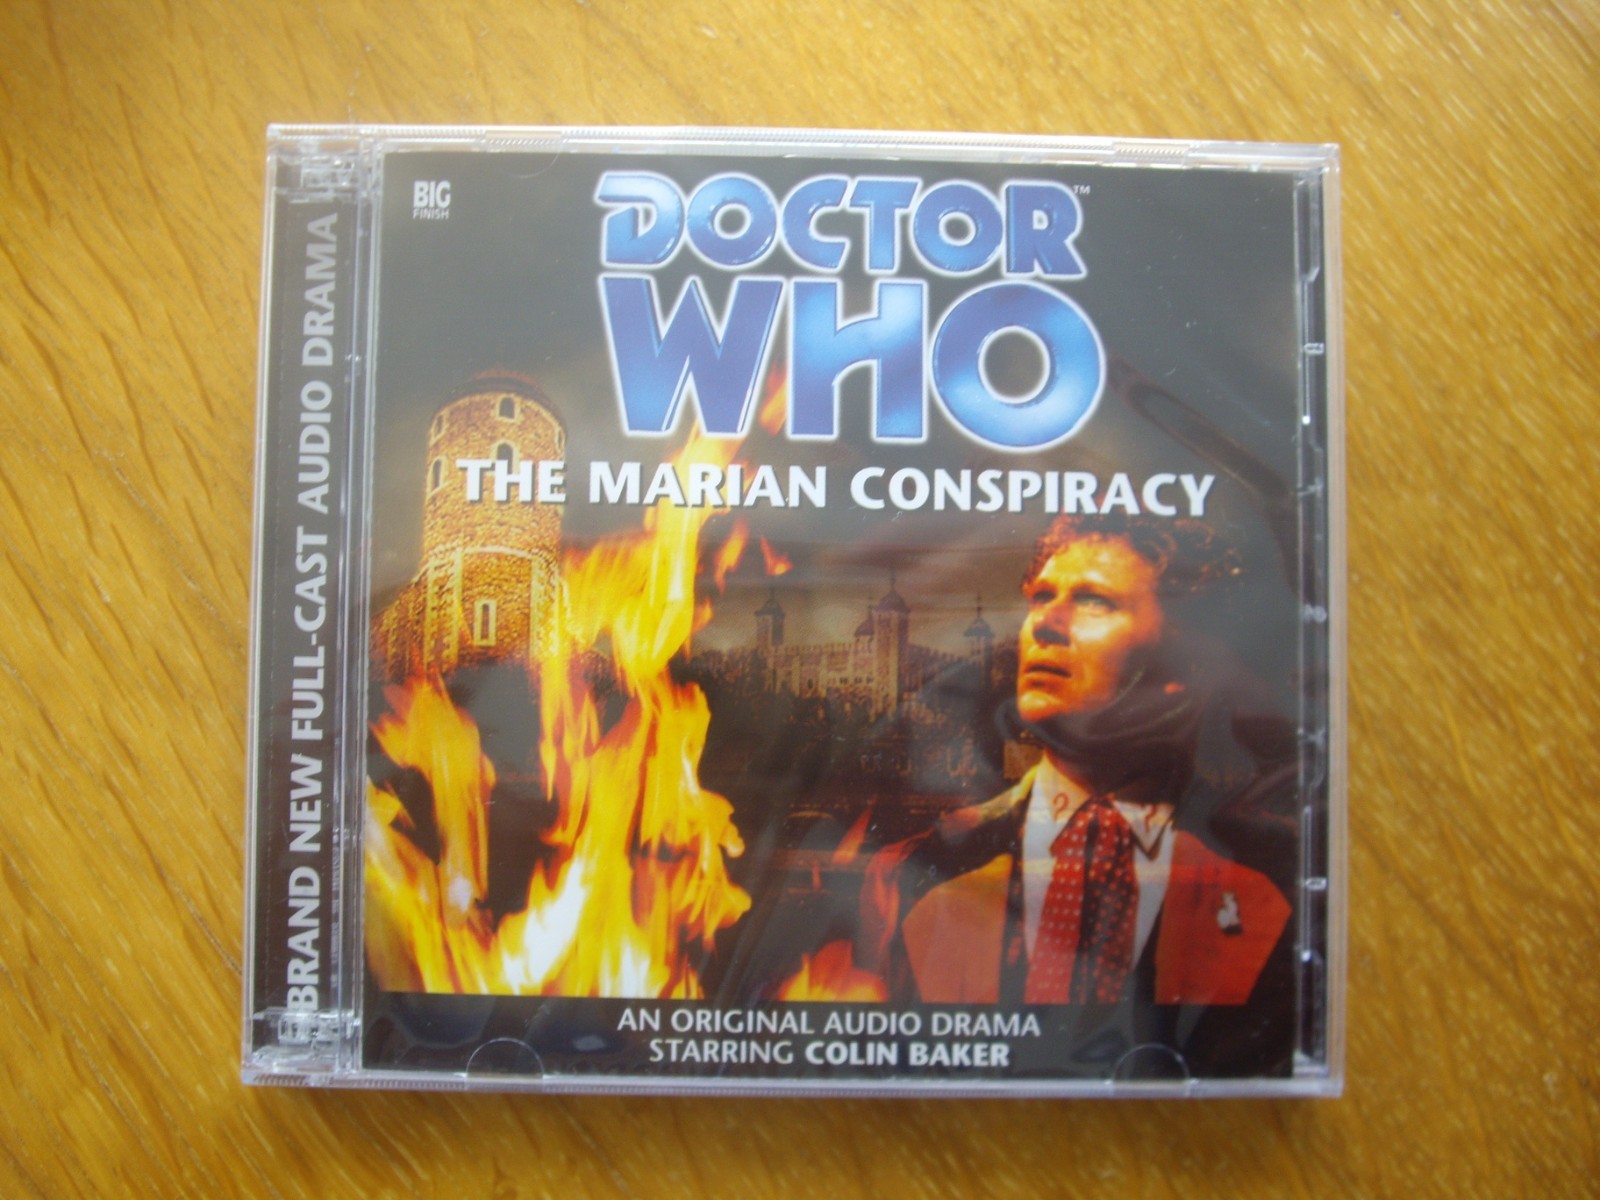 BRAND NEW FULL-CAST AUDIO DRAMA
BIG
FINISH
DOCTOR™
WHO
THE MARIAN CONSPIRACY
AN ORIGINAL AUDIO DRAMA
STARRING COLIN BAKER